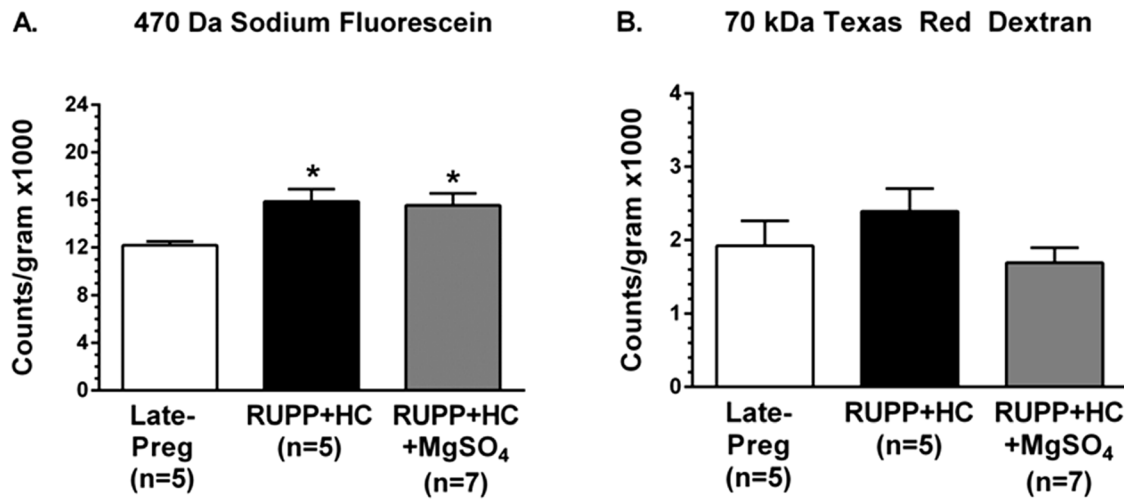 A. 470 Da Sodium Fluorescein
Counts/gram x1000
24
20
16
12
8
4
0
*
*
Late-
Preg
(n=5)
RUPP+HC
(n=5)
RUPP+HC
+MgSO₄
(n=7)
B. 70 kDa Texas Red Dextran
Counts/gram x1000
4
3
2
1
0
Late-
Preg
(n=5)
RUPP+HC
(n=5)
RUPP+HC
+MgSO₄
(n=7)